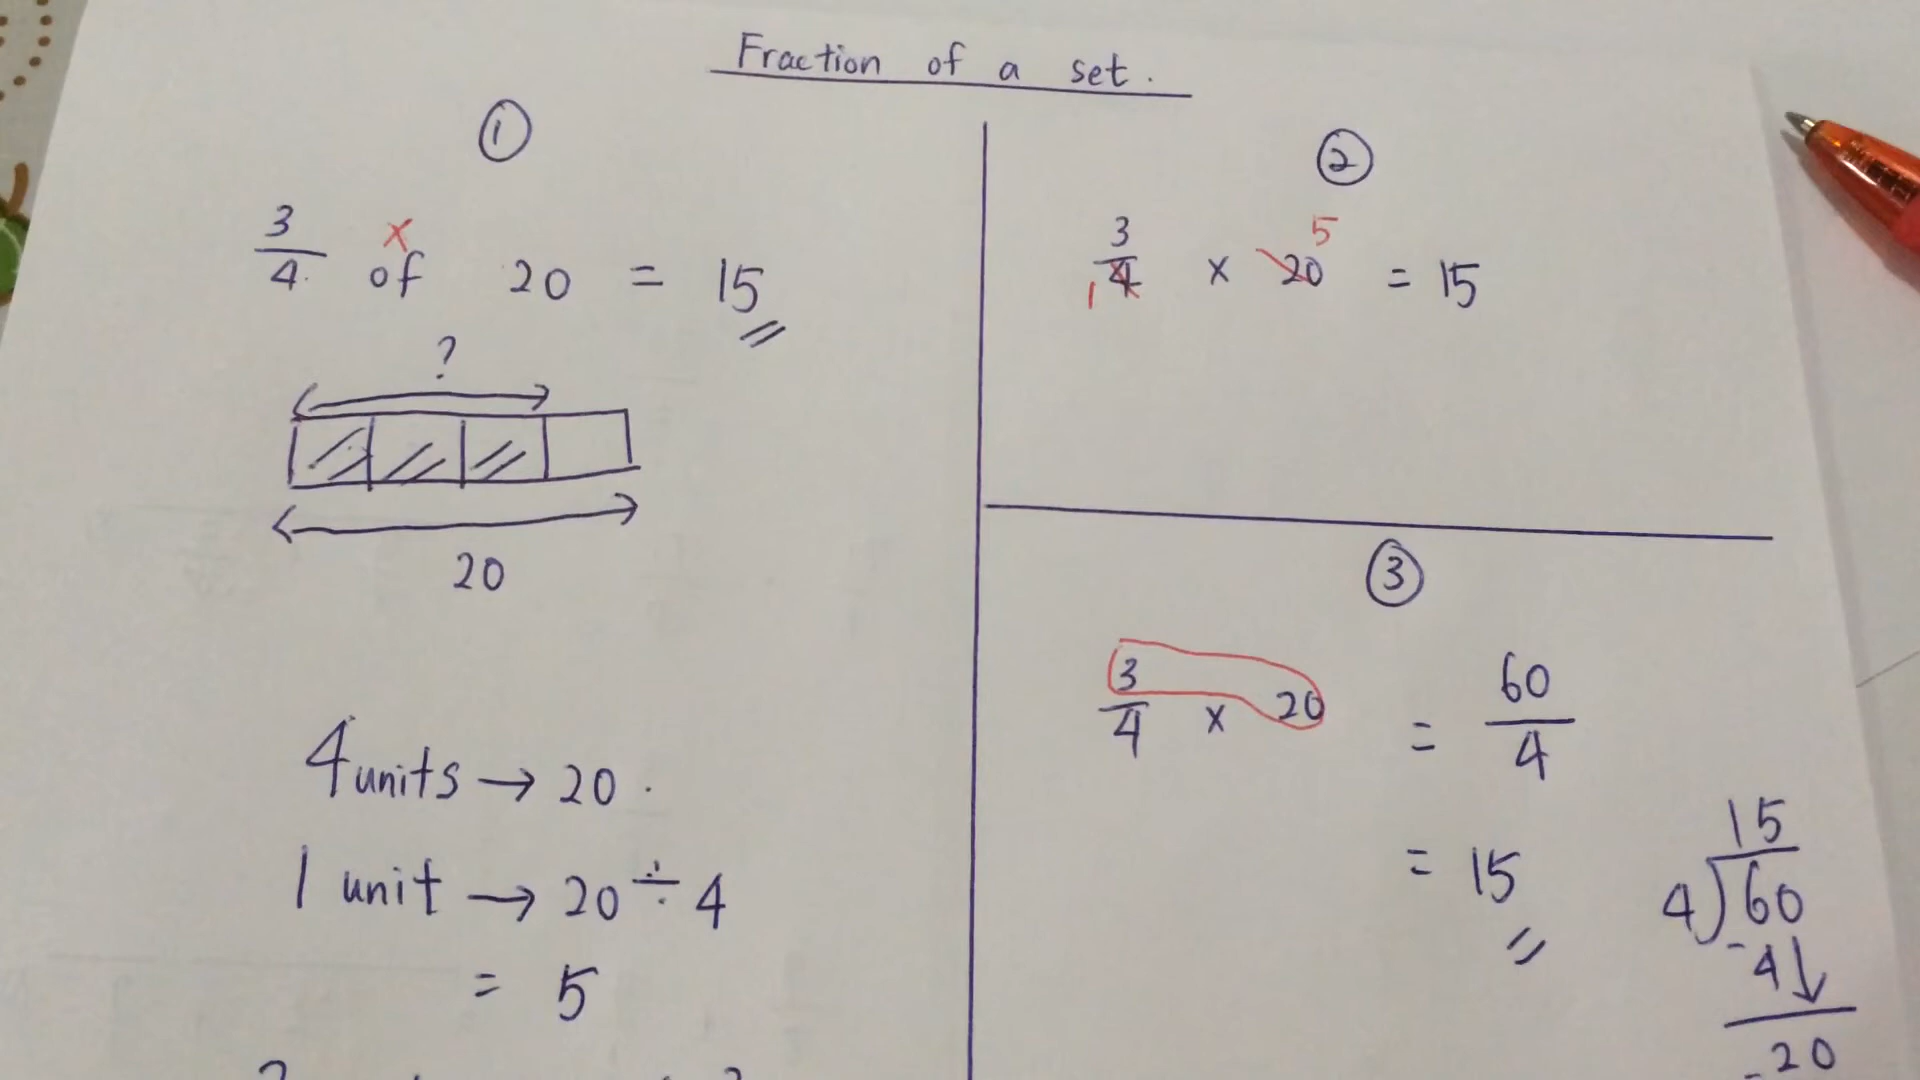 Fraction of a set.
①
3/4 of 20 = 15
×
?
20
4 units → 20
1 unit → 20 ÷ 4
= 5
②
3/4 × 20 = 15
1
5
③
3/4 × 20 = 60/4
= 15
15
4)60
-4↓
-20